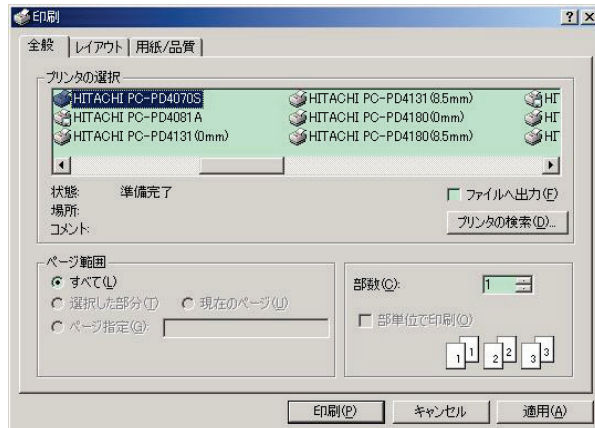 印刷
全般 レイアウト 用紙/品質
プリンタの選択
HITACHI PC-PD4070S HITACHI PC-PD4131(8.5mm) HIT
HITACHI PC-PD4081A HITACHI PC-PD4180(0mm) HIT
HITACHI PC-PD4131(0mm) HITACHI PC-PD4180(8.5mm) HIT
状態: 準備完了 ファイルへ出力(F)
場所:
コメント: プリンタの検索(D)...
ページ範囲
すべて(L) 部数(C): 1
選択した部分(T) 現在のページ(U)
ページ指定(G): 部単位で印刷(O)
1 1 2 2 3 3
印刷(P) キャンセル 適用(A)